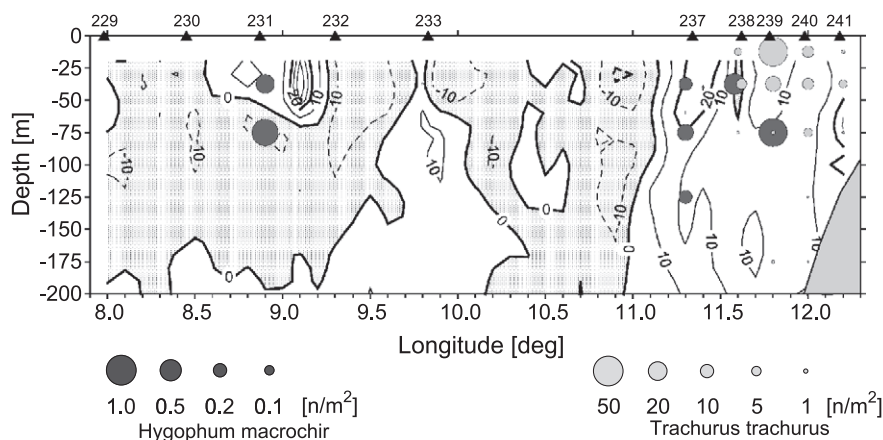 229 230 231 232 233 237 238 239 240 241
0
-25
-50
-75
-100
-125
-150
-175
-200
Depth [m]
0 20 10 -10 -10 -10 20 10 10
-10 -10 10 -10 -10
0 0 0 0 10 10 10
8.0 8.5 9.0 9.5 10.0 10.5 11.0 11.5 12.0
Longitude [deg]
1.0 0.5 0.2 0.1 [n/m²]
Hygophum macrochir
50 20 10 5 1 [n/m²]
Trachurus trachurus